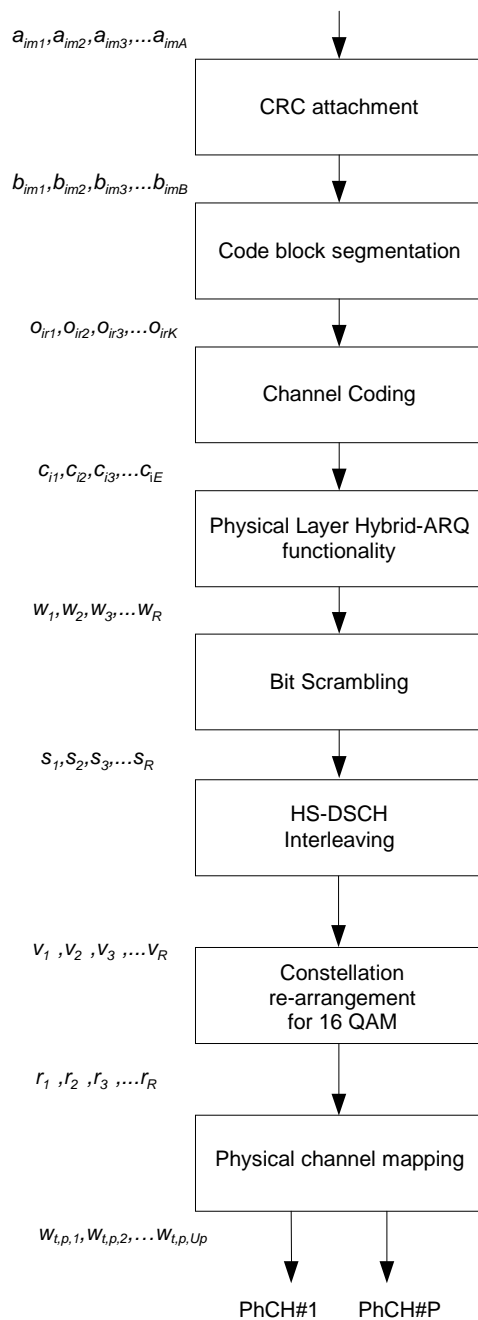 a_im1,a_im2,a_im3,...a_imA
CRC attachment
b_im1,b_im2,b_im3,...b_imB
Code block segmentation
o_ir1,o_ir2,o_ir3,...o_irK
Channel Coding
c_i1,c_i2,c_i3,...c_iE
Physical Layer Hybrid-ARQ
functionality
w_1,w_2,w_3,...w_R
Bit Scrambling
s_1,s_2,s_3,...s_R
HS-DSCH
Interleaving
v_1 ,v_2 ,v_3 ,...v_R
Constellation
re-arrangement
for 16 QAM
r_1 ,r_2 ,r_3 ,...r_R
Physical channel mapping
w_t,p,1,w_t,p,2,...w_t,p,Up
PhCH#1 PhCH#P